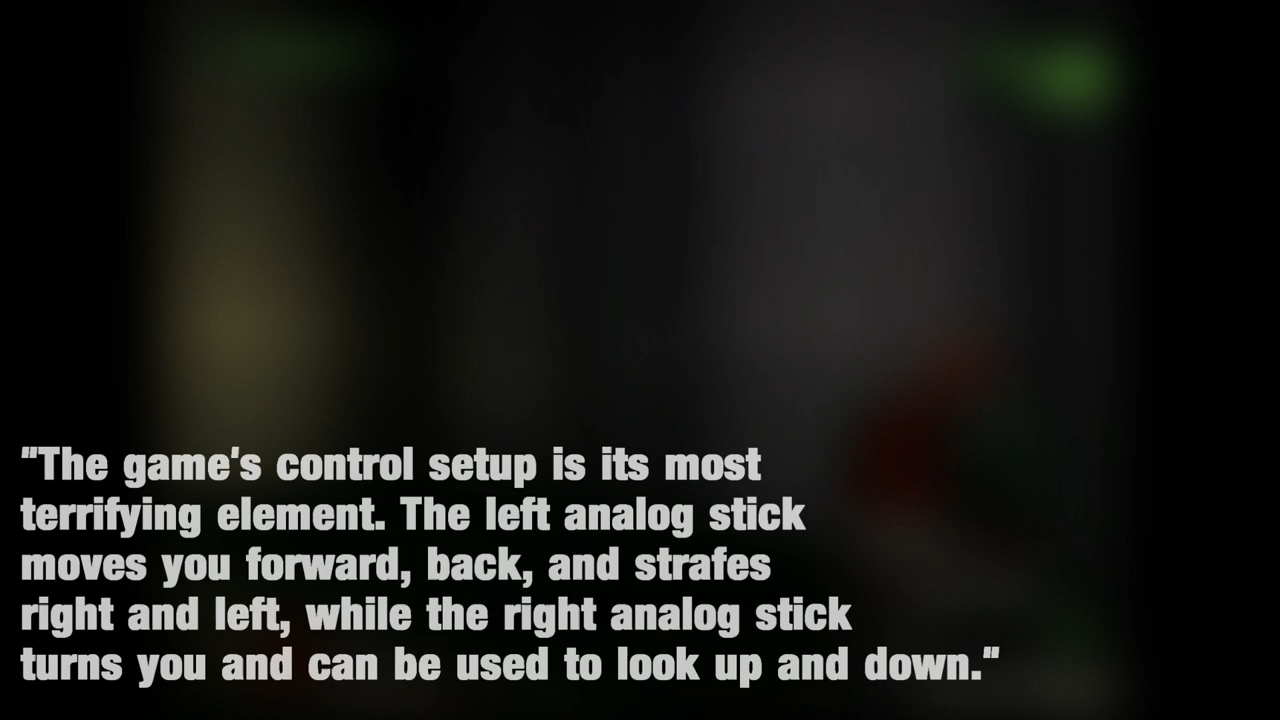 "The game's control setup is its most
terrifying element. The left analog stick
moves you forward, back, and strafes
right and left, while the right analog stick
turns you and can be used to look up and down."